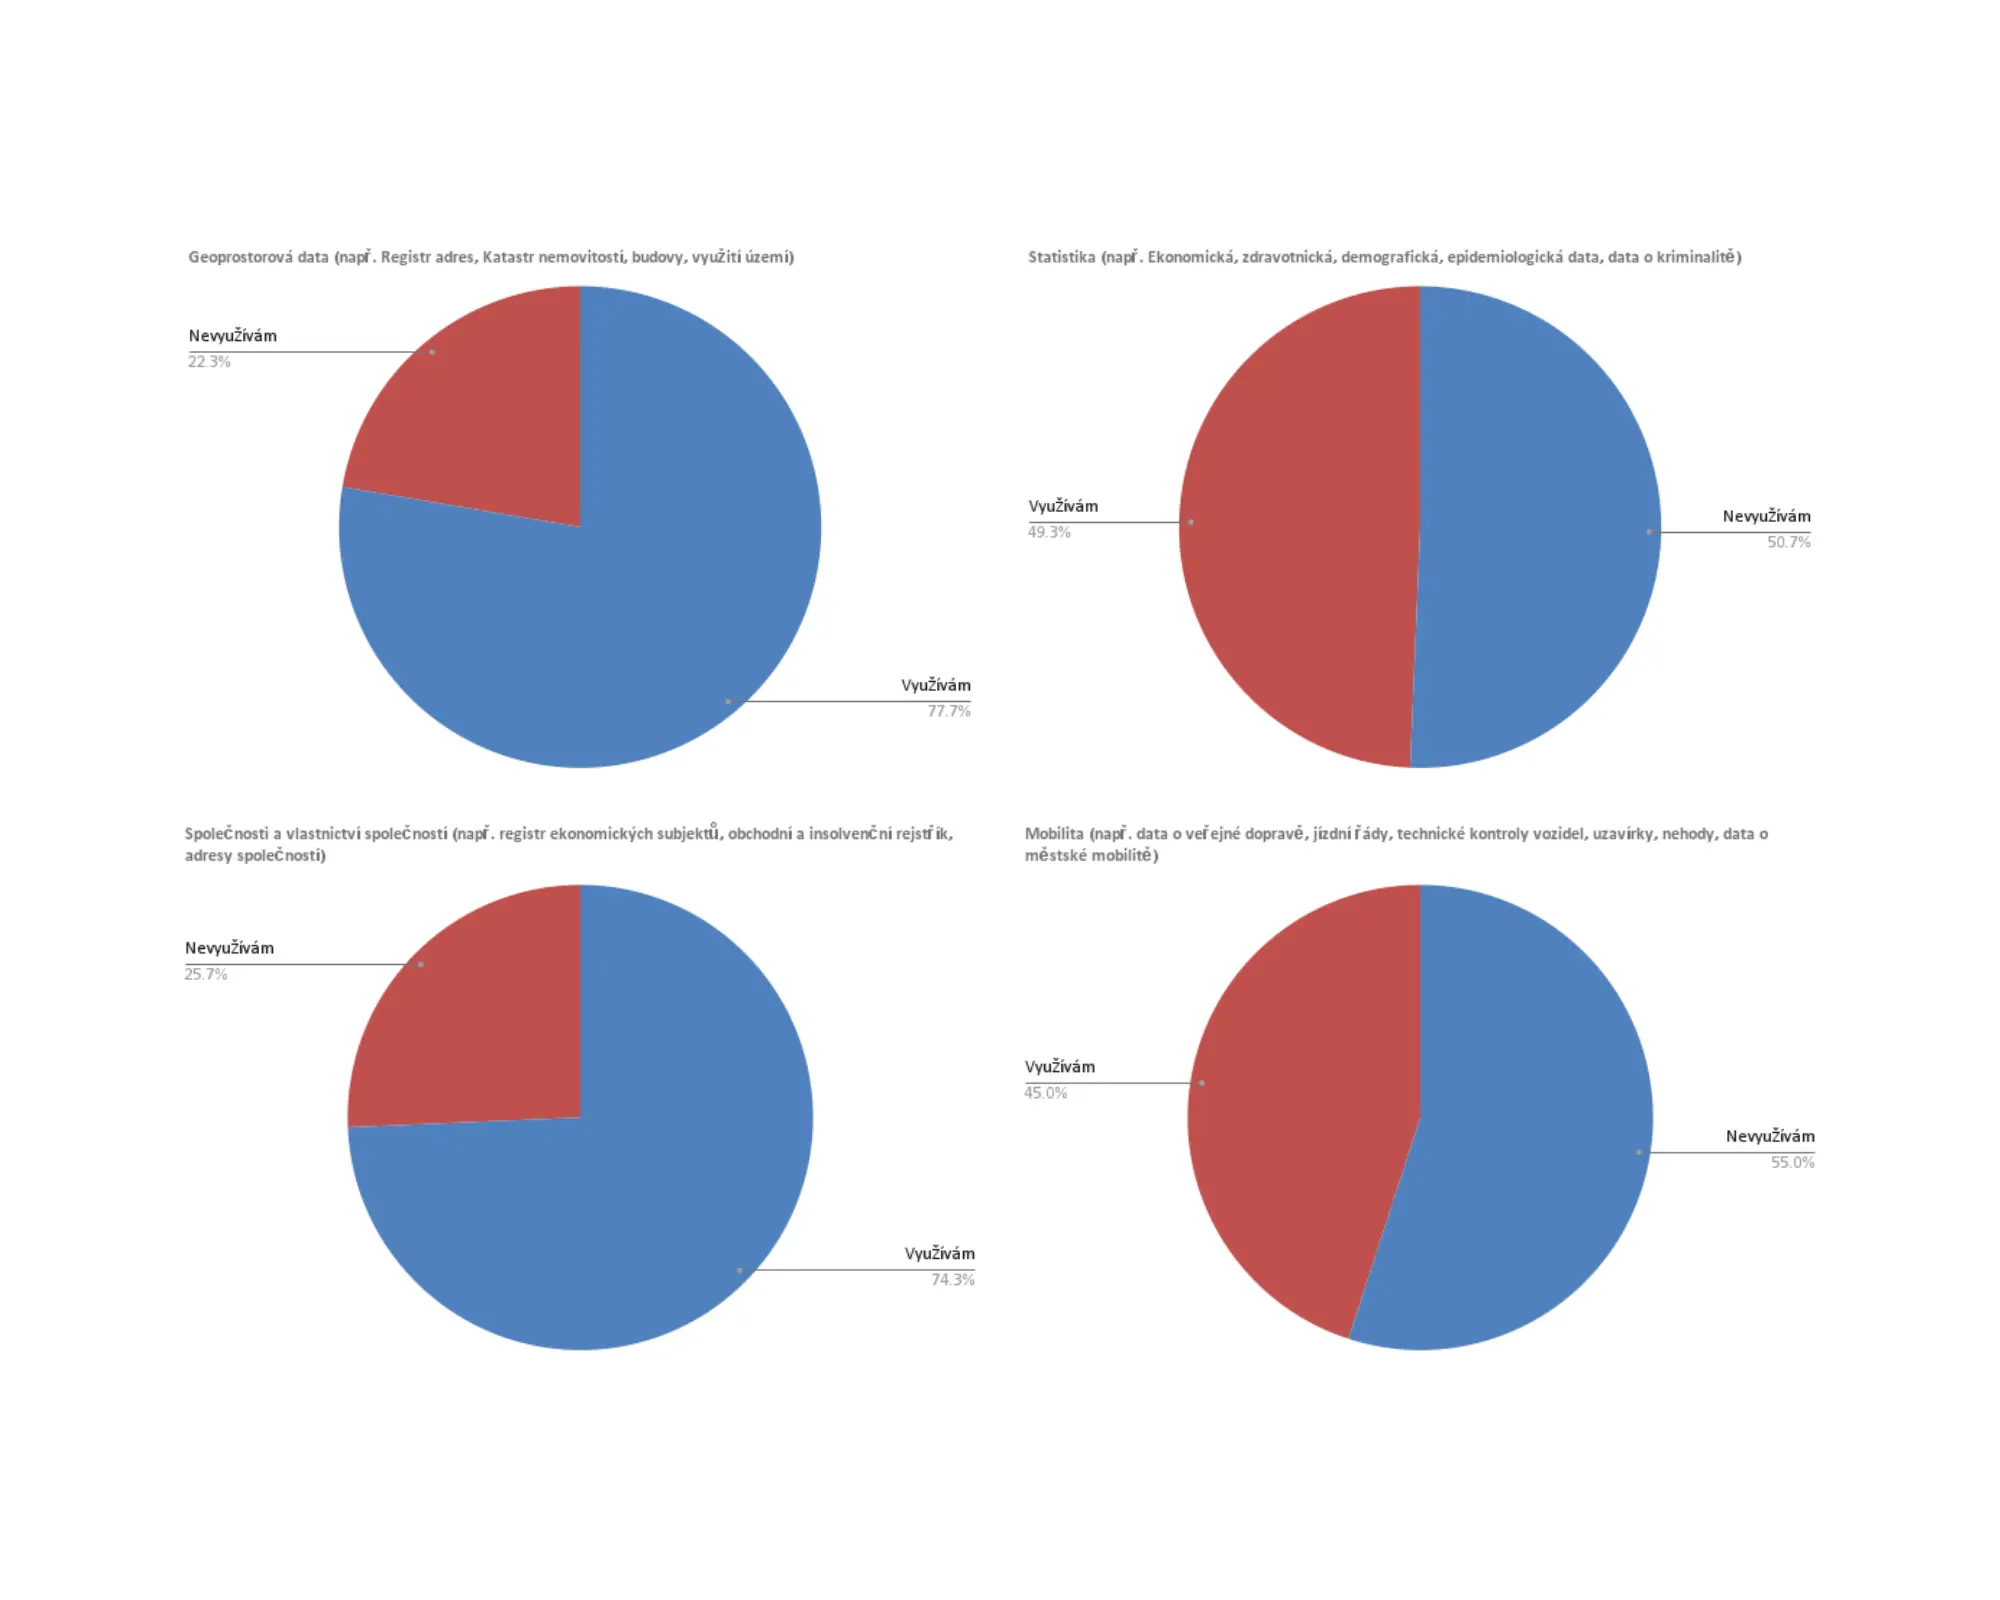 Geoprostorová data (např. Registr adres, Katastr nemovitostí, budovy, využití území)
Nevyužívám
22.3%
Využívám
77.7%
Statistika (např. Ekonomická, zdravotnická, demografická, epidemiologická data, data o kriminalitě)
Využívám
49.3%
Nevyužívám
50.7%
Společnosti a vlastnictví společností (např. registr ekonomických subjektů, obchodní a insolvenční rejstřík,
adresy společností)
Nevyužívám
25.7%
Využívám
74.3%
Mobilita (např. data o veřejné dopravě, jízdní řády, technické kontroly vozidel, uzavírky, nehody, data o
městské mobilitě)
Využívám
45.0%
Nevyužívám
55.0%